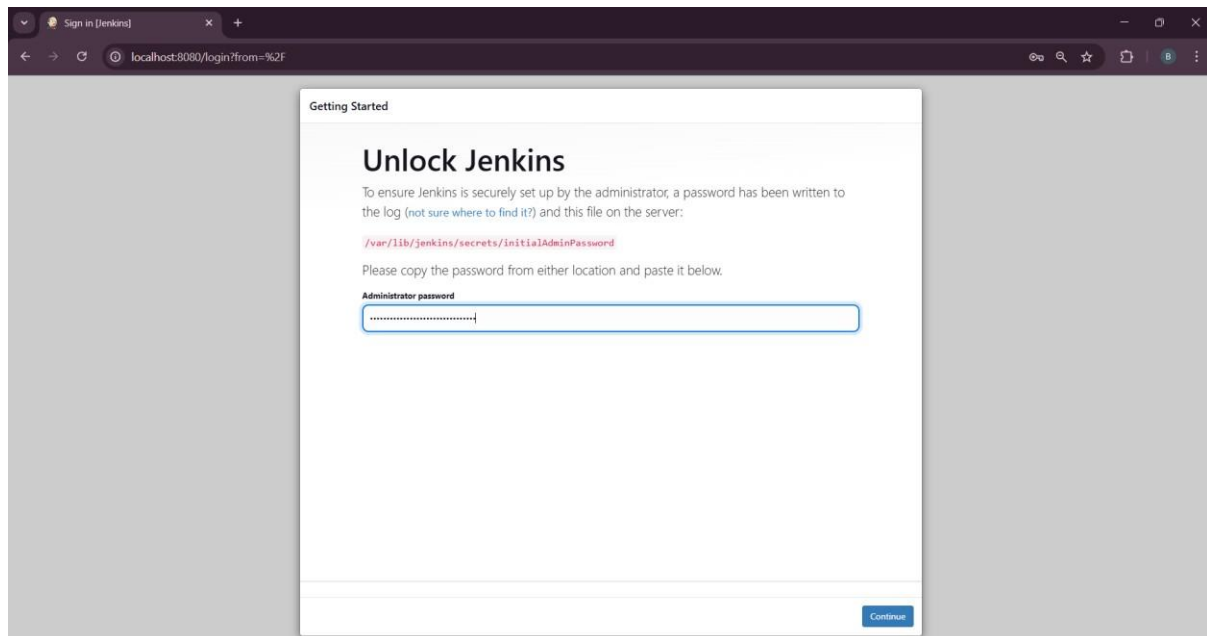 Sign in [Jenkins]
localhost:8080/login?from=%2F
B
Getting Started
Unlock Jenkins
To ensure Jenkins is securely set up by the administrator, a password has been written to
the log (not sure where to find it?) and this file on the server:
/var/lib/jenkins/secrets/initialAdminPassword
Please copy the password from either location and paste it below.
Administrator password
Continue